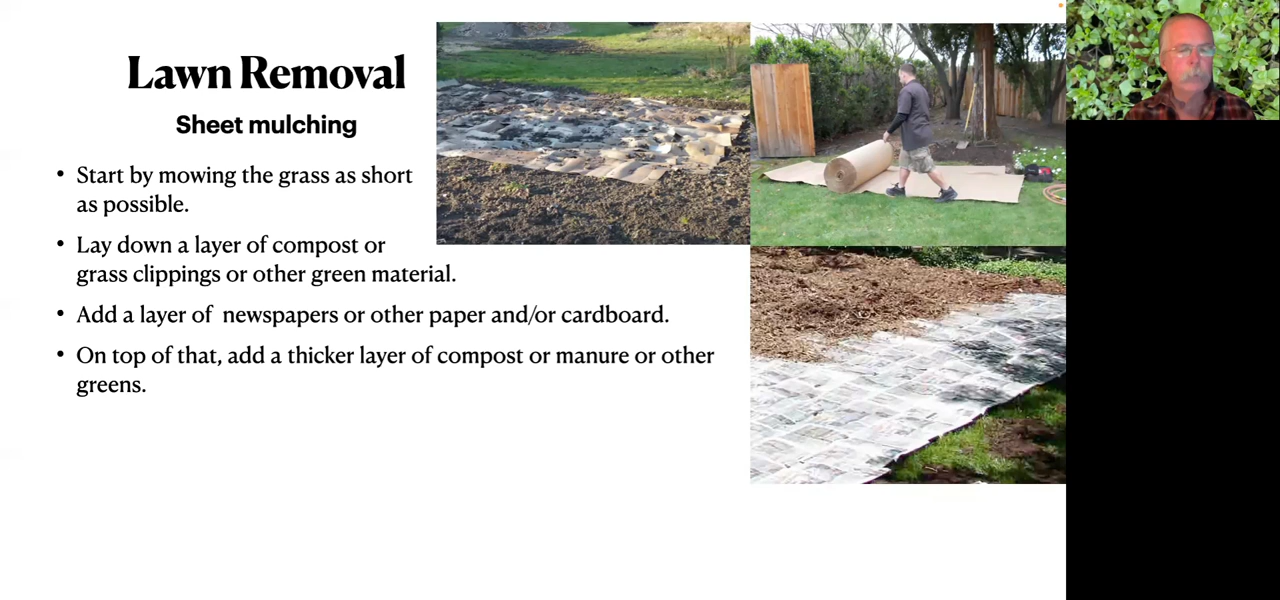 Lawn Removal
Sheet mulching
• Start by mowing the grass as short
as possible.
• Lay down a layer of compost or
grass clippings or other green material.
• Add a layer of  newspapers or other paper and/or cardboard.
• On top of that, add a thicker layer of compost or manure or other
greens.